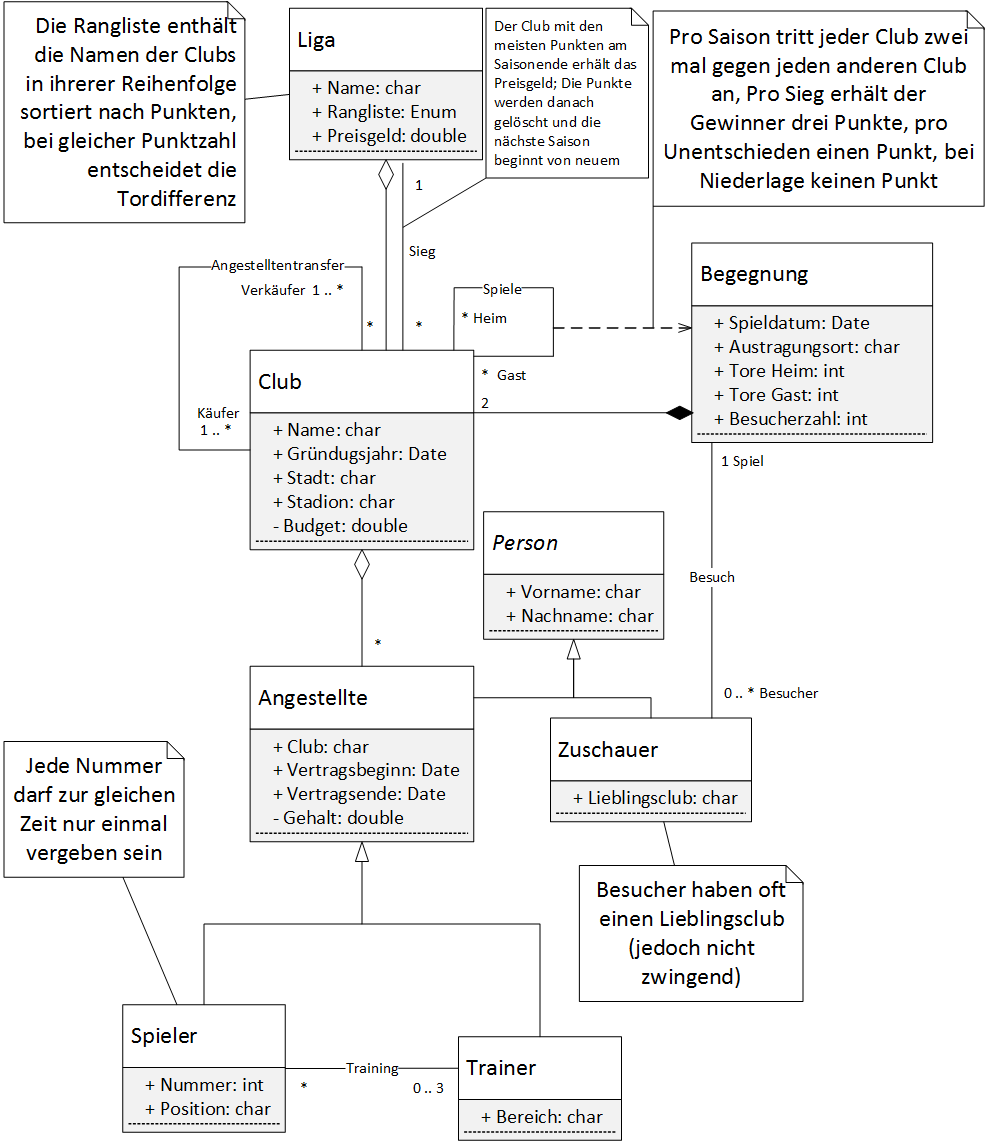 Die Rangliste enthält
die Namen der Clubs
in ihrerer Reihenfolge
sortiert nach Punkten,
bei gleicher Punktzahl
entscheidet die
Tordifferenz
Liga
+ Name: char
+ Rangliste: Enum
+ Preisgeld: double
Der Club mit den
meisten Punkten am
Saisonende erhält das
Preisgeld; Die Punkte
werden danach
gelöscht und die
nächste Saison
beginnt von neuem
Pro Saison tritt jeder Club zwei
mal gegen jeden anderen Club
an, Pro Sieg erhält der
Gewinner drei Punkte, pro
Unentschieden einen Punkt, bei
Niederlage keinen Punkt
1
Sieg
*
*
Angestelltentransfer
Verkäufer 1 .. *
Käufer
1 .. *
Spiele
* Heim
* Gast
2
Begegnung
+ Spieldatum: Date
+ Austragungsort: char
+ Tore Heim: int
+ Tore Gast: int
+ Besucherzahl: int
Club
+ Name: char
+ Gründugsjahr: Date
+ Stadt: char
+ Stadion: char
- Budget: double
1 Spiel
Besuch
0 .. * Besucher
Person
+ Vorname: char
+ Nachname: char
*
Angestellte
+ Club: char
+ Vertragsbeginn: Date
+ Vertragsende: Date
- Gehalt: double
Zuschauer
+ Lieblingsclub: char
Jede Nummer
darf zur gleichen
Zeit nur einmal
vergeben sein
Besucher haben oft
einen Lieblingsclub
(jedoch nicht
zwingend)
Spieler
+ Nummer: int
+ Position: char
Training
*
0 .. 3
Trainer
+ Bereich: char